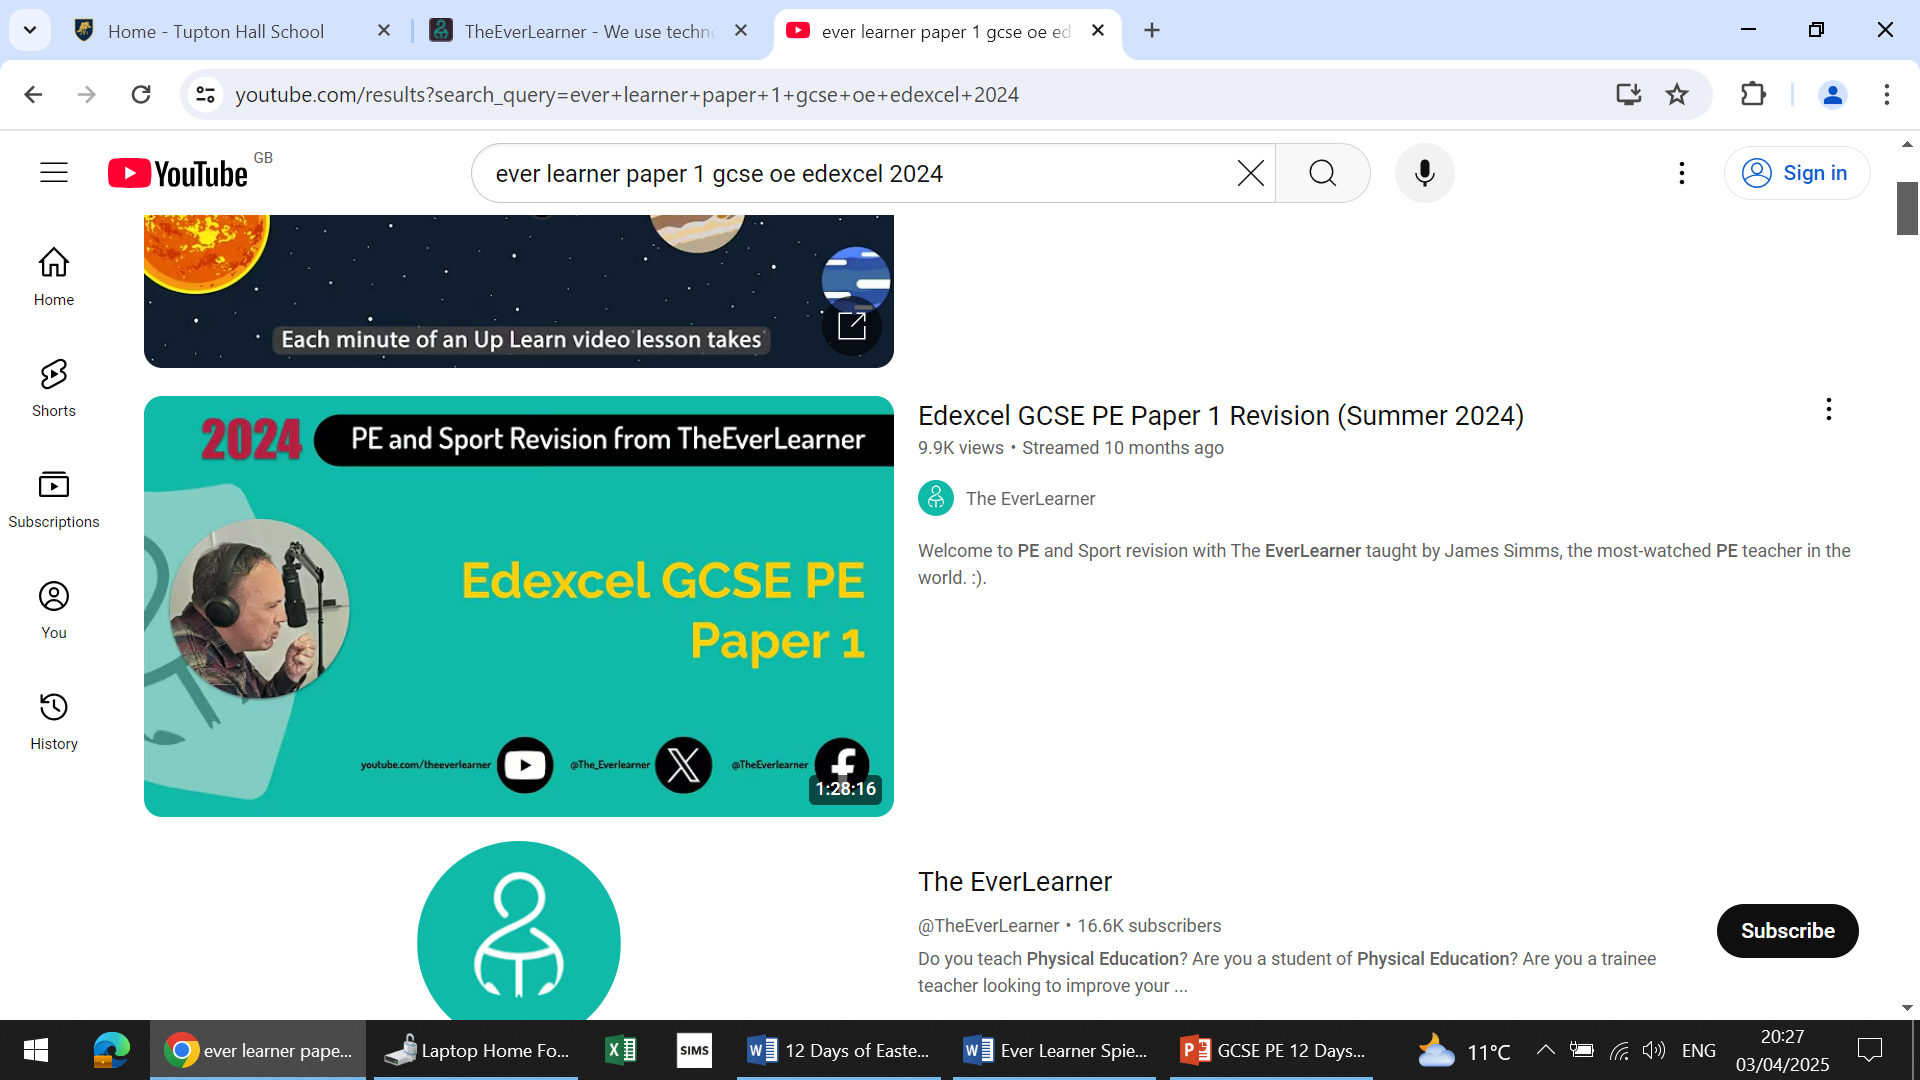 Home - Tupton Hall School
TheEverLearner - We use techno
ever learner paper 1 gcse oe ed
youtube.com/results?search_query=ever+learner+paper+1+gcse+oe+edexcel+2024
YouTube
GB
ever learner paper 1 gcse oe edexcel 2024
Sign in
Home
Shorts
Subscriptions
You
History
Each minute of an Up Learn video lesson takes
2024
PE and Sport Revision from TheEverLearner
Edexcel GCSE PE
Paper 1
youtube.com/theeverlearner
@The_Everlearner
@TheEverlearner
1:28:16
Edexcel GCSE PE Paper 1 Revision (Summer 2024)
9.9K views • Streamed 10 months ago
The EverLearner
Welcome to PE and Sport revision with The EverLearner taught by James Simms, the most-watched PE teacher in the
world. :).
The EverLearner
@TheEverLearner • 16.6K subscribers
Do you teach Physical Education? Are you a student of Physical Education? Are you a trainee
teacher looking to improve your ...
Subscribe
ever learner pape...
Laptop Home Fo...
SIMS
12 Days of Easte...
Ever Learner Spie...
GCSE PE 12 Days...
11°C
ENG
20:27
03/04/2025